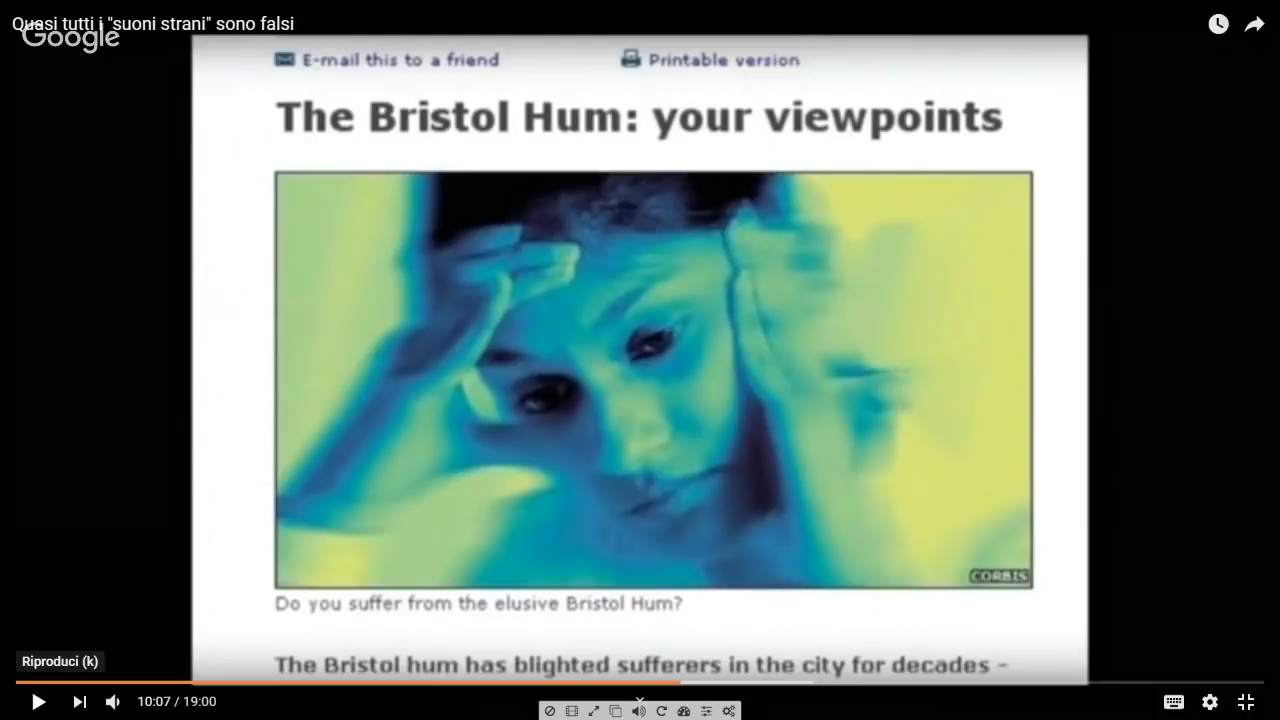 Quasi tutti i "suoni strani" sono falsi
Google
E-mail this to a friend
Printable version
The Bristol Hum: your viewpoints
CORBIS
Do you suffer from the elusive Bristol Hum?
The Bristol hum has blighted sufferers in the city for decades -
Riproduci (k)
10:07 / 19:00